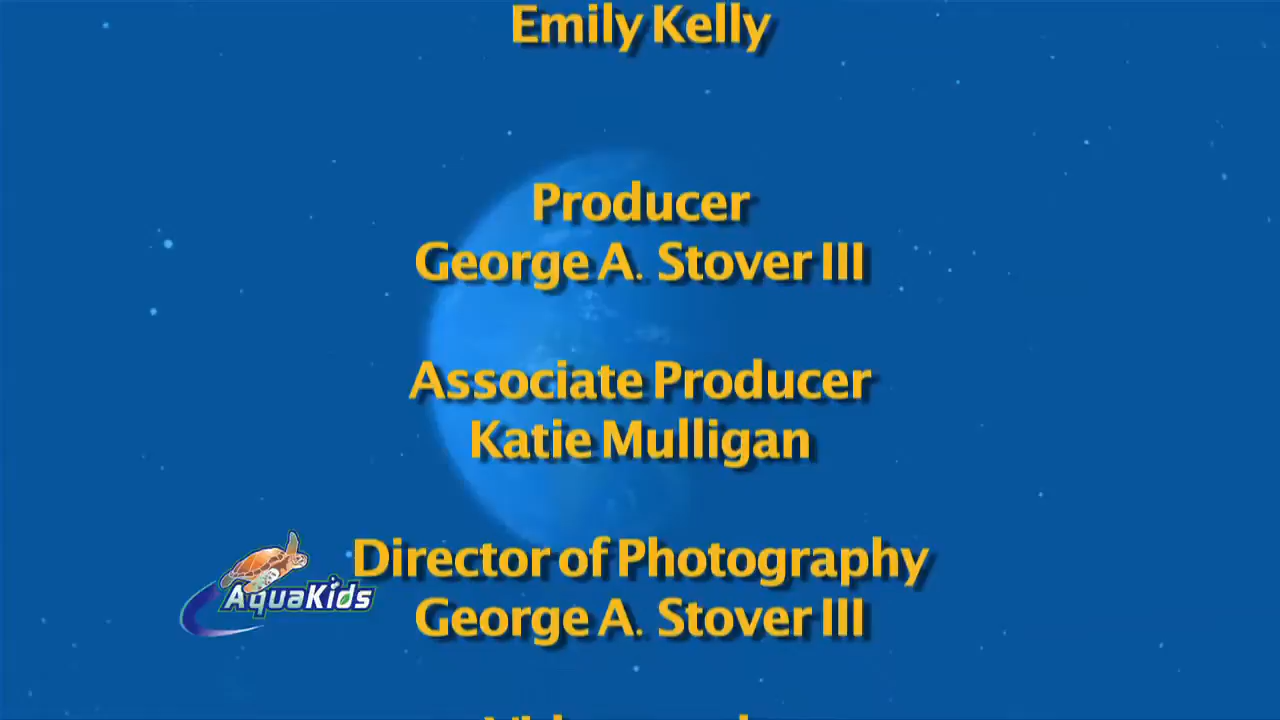 Emily Kelly
Producer
George A. Stover III
Associate Producer
Katie Mulligan
Director of Photography
AquaKids
George A. Stover III